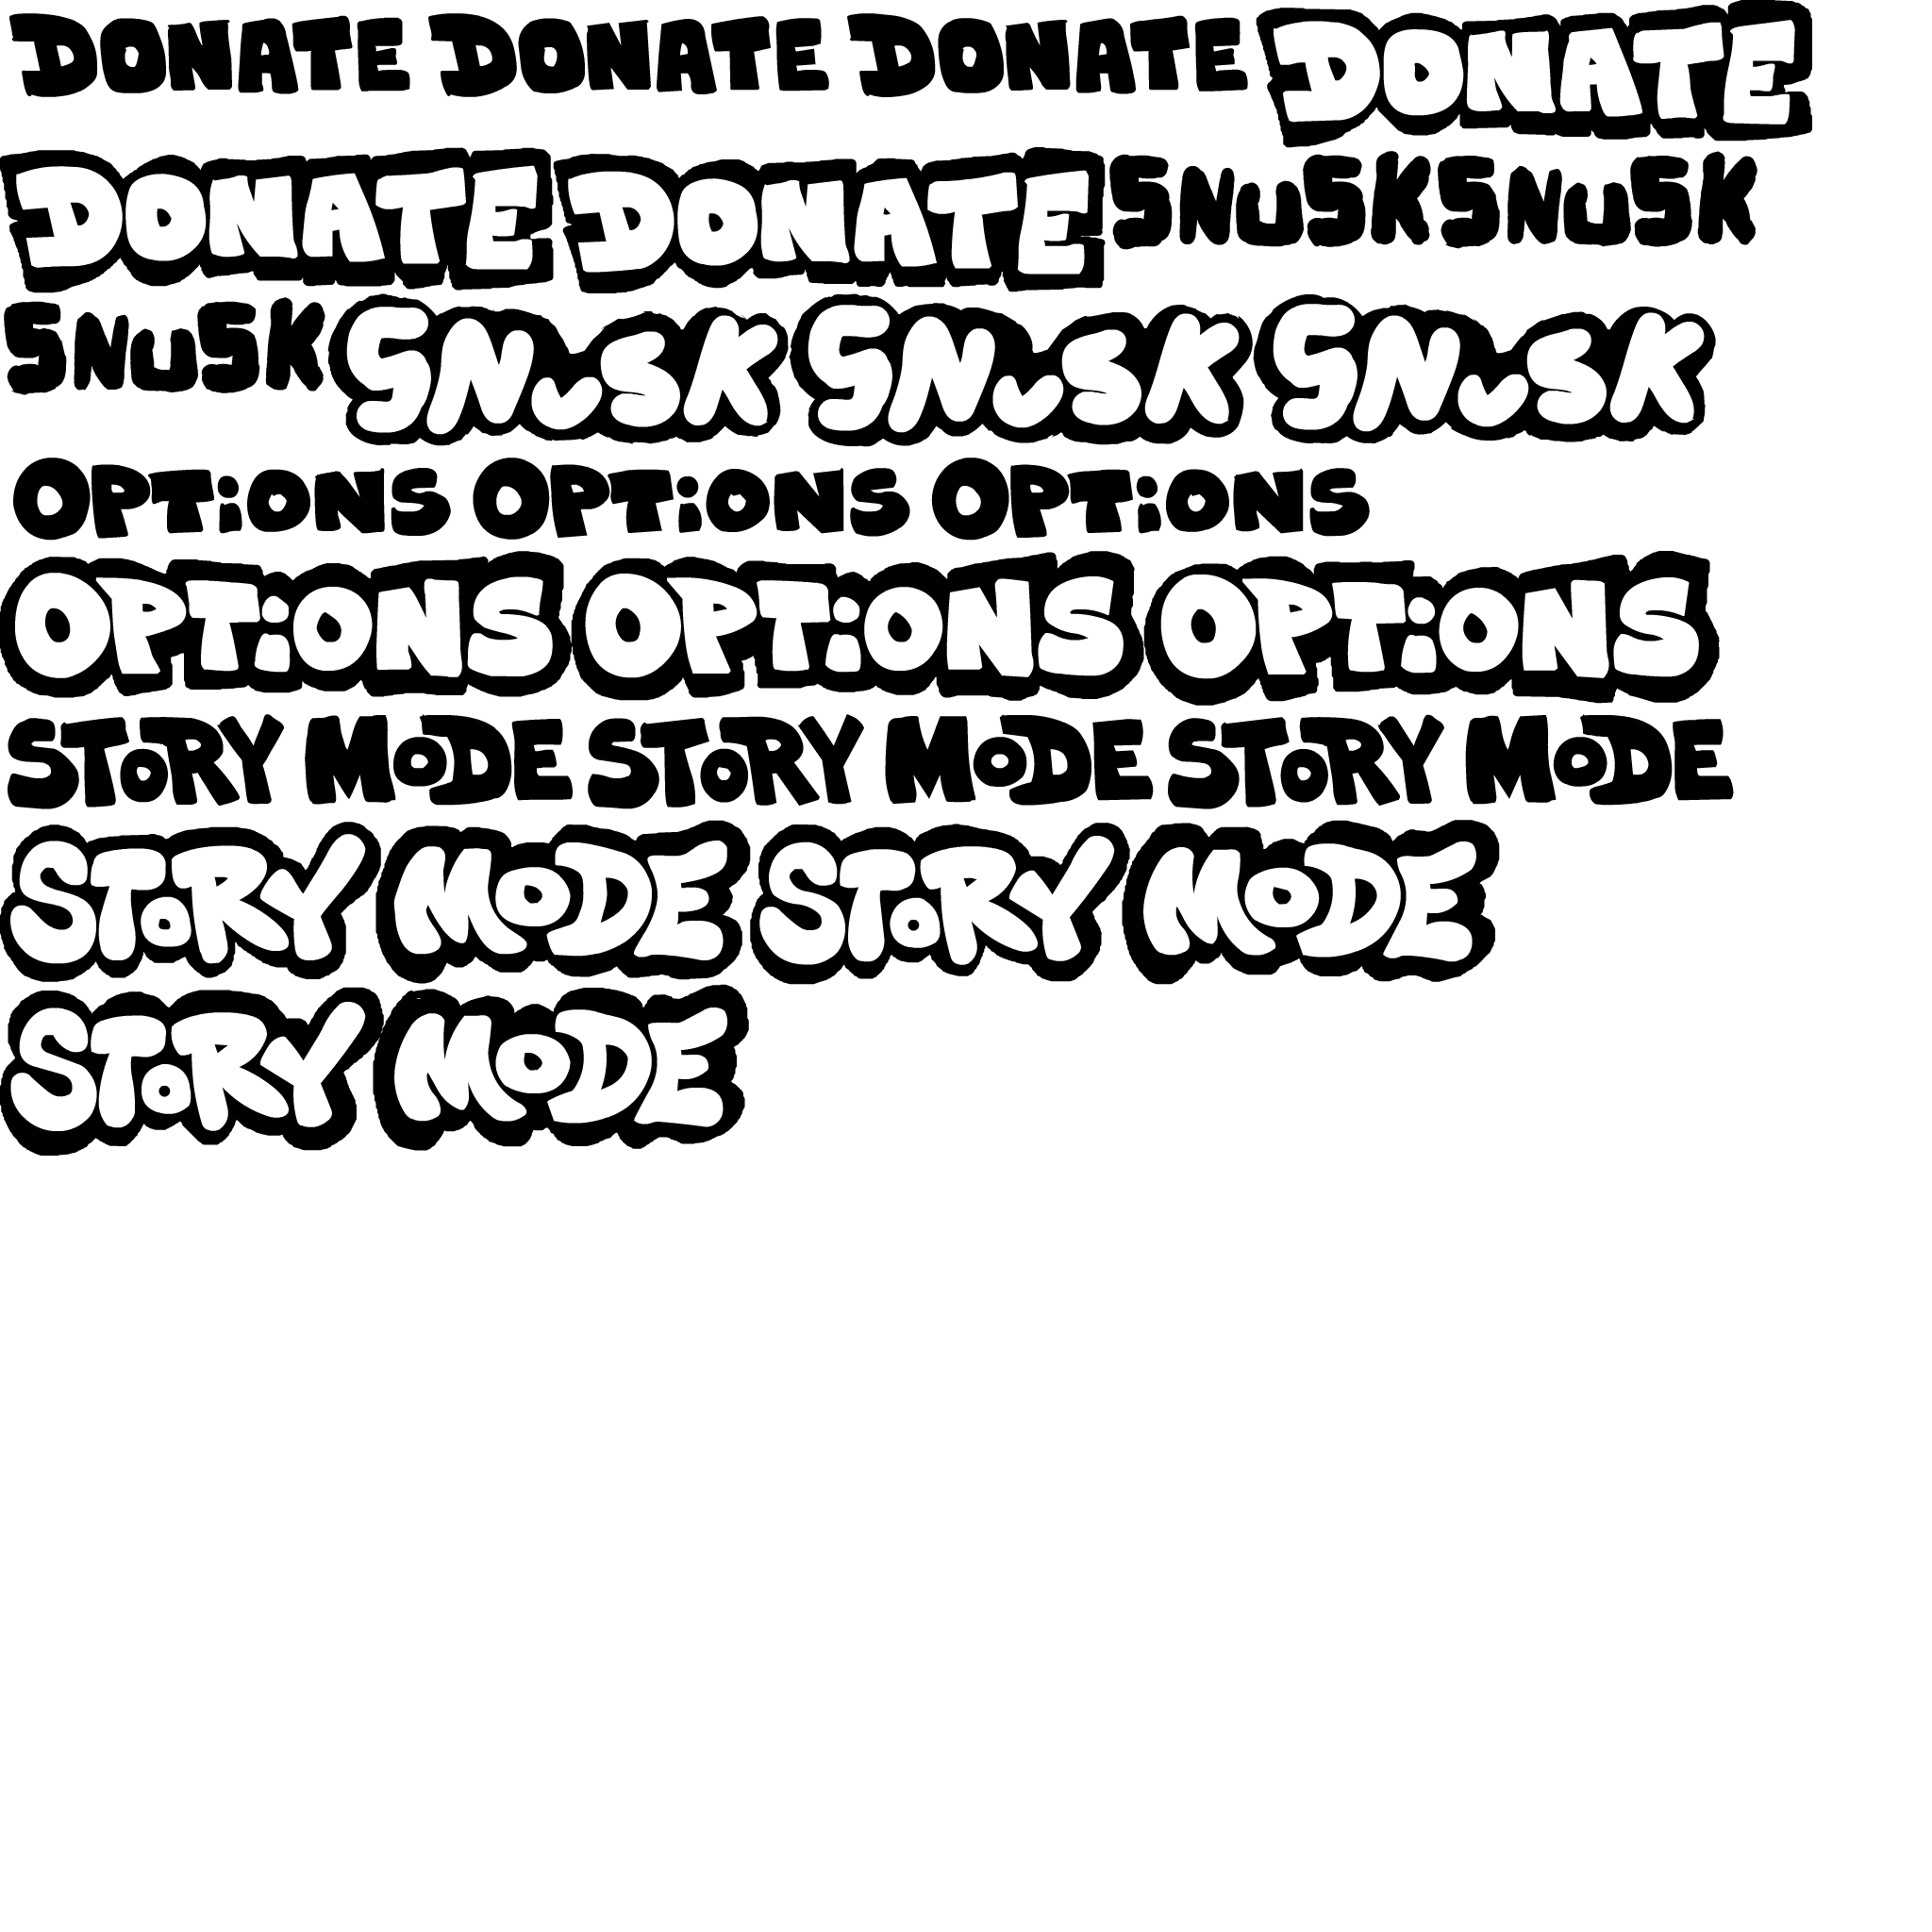 DONATE DONATE DONATE DONATE
DONATE DONATE SNUSK SNUSK
SNUSK SNUSK SNUSK SNUSK
OPTIONS OPTIONS OPTIONS
OPTIONS OPTIONS OPTIONS
STORY MODE STORY MODE STORY MODE
STORY MODE STORY MODE
STORY MODE